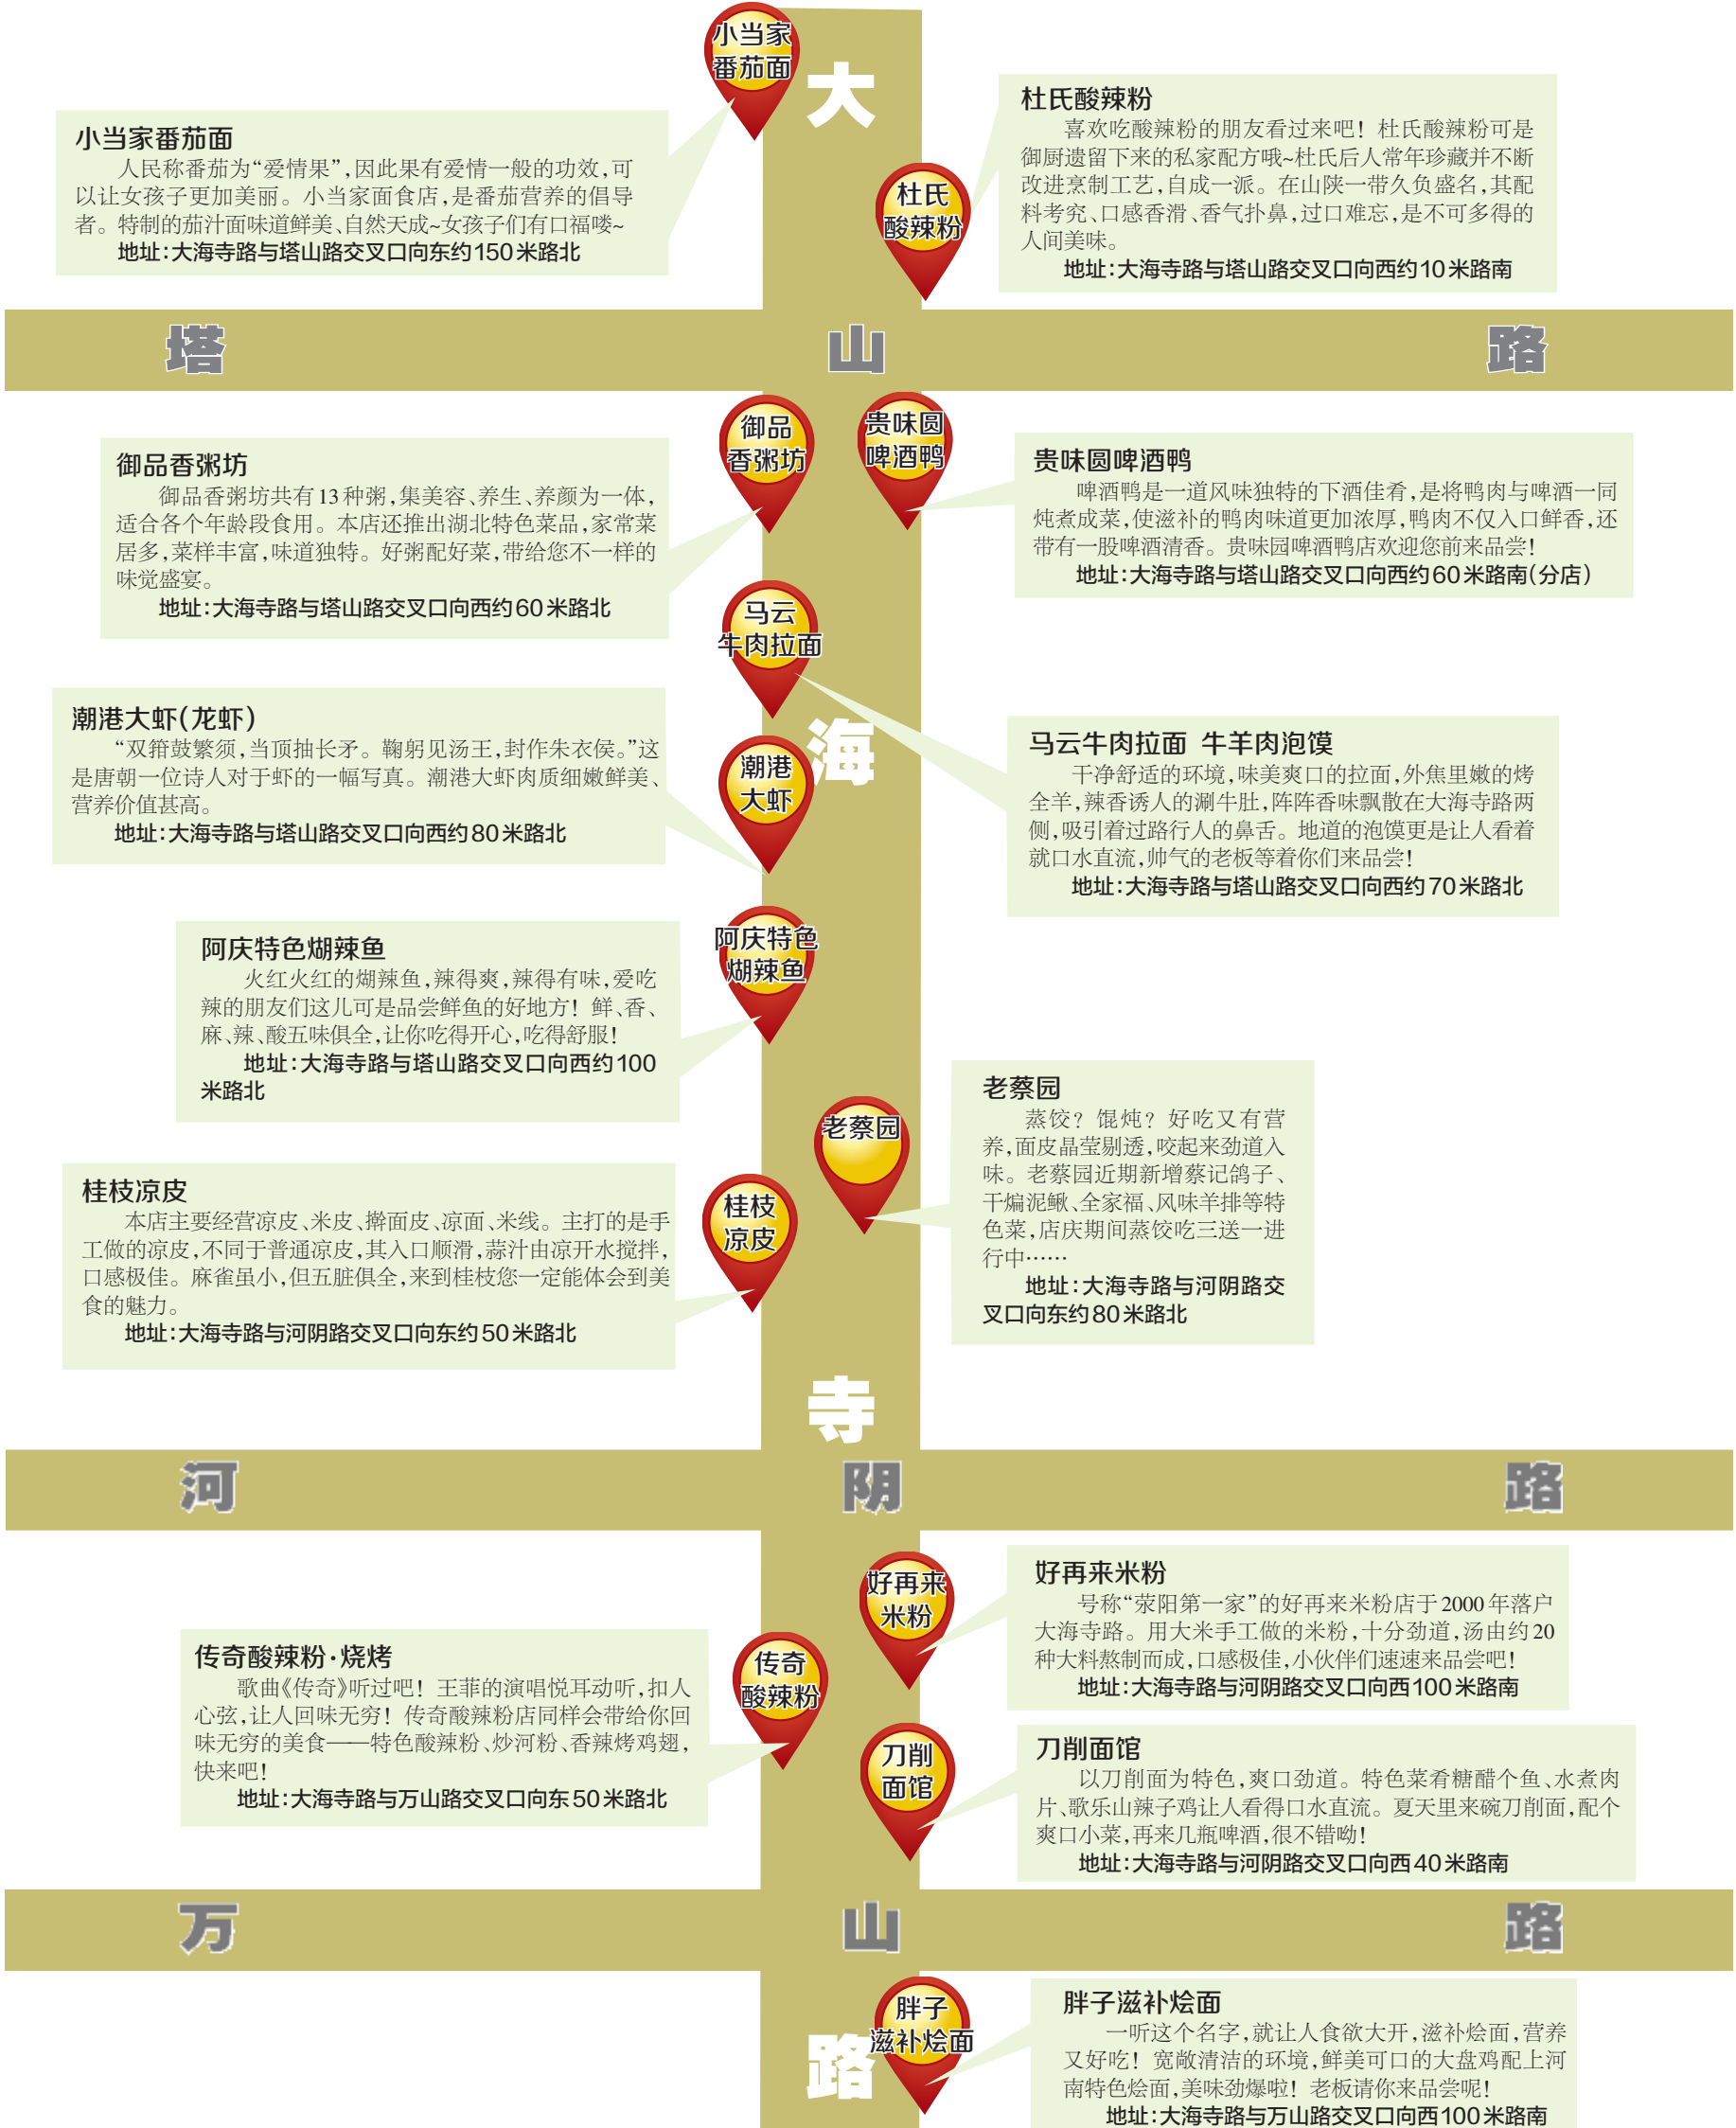 小当家
番茄面
大
小当家番茄面
人民称番茄为“爱情果”,因此果有爱情一般的功效,可
以让女孩子更加美丽。小当家面食店,是番茄营养的倡导
者。特制的茄汁面味道鲜美、自然天成~女孩子们有口福喽~
地址:大海寺路与塔山路交叉口向东约150米路北
杜氏酸辣粉
喜欢吃酸辣粉的朋友看过来吧！杜氏酸辣粉可是
御厨遗留下来的私家配方哦~杜氏后人常年珍藏并不断
改进烹制工艺,自成一派。在山陕一带久负盛名,其配
料考究、口感香滑、香气扑鼻,过口难忘,是不可多得的
人间美味。
地址:大海寺路与塔山路交叉口向西约10米路南
杜氏
酸辣粉
塔 山 路
御品
香粥坊
贵味圆
啤酒鸭
御品香粥坊
御品香粥坊共有13种粥,集美容、养生、养颜为一体,
适合各个年龄段食用。本店还推出湖北特色菜品,家常菜
居多,菜样丰富,味道独特。好粥配好菜,带给您不一样的
味觉盛宴。
地址:大海寺路与塔山路交叉口向西约60米路北
贵味圆啤酒鸭
啤酒鸭是一道风味独特的下酒佳肴,是将鸭肉与啤酒一同
炖煮成菜,使滋补的鸭肉味道更加浓厚,鸭肉不仅入口鲜香,还
带有一股啤酒清香。贵味园啤酒鸭店欢迎您前来品尝！
地址:大海寺路与塔山路交叉口向西约60米路南(分店)
马云
牛肉拉面
潮港大虾(龙虾)
“双箝鼓繁须,当顶抽长矛。鞠躬见汤王,封作朱衣侯。”这
是唐朝一位诗人对于虾的一幅写真。潮港大虾肉质细嫩鲜美、
营养价值甚高。
地址:大海寺路与塔山路交叉口向西约80米路北
海
潮港
大虾
马云牛肉拉面 牛羊肉泡馍
干净舒适的环境,味美爽口的拉面,外焦里嫩的烤
全羊,辣香诱人的涮牛肚,阵阵香味飘散在大海寺路两
侧,吸引着过路行人的鼻舌。地道的泡馍更是让人看着
就口水直流,帅气的老板等着你们来品尝！
地址:大海寺路与塔山路交叉口向西约70米路北
阿庆特色
煳辣鱼
阿庆特色煳辣鱼
火红火红的煳辣鱼,辣得爽,辣得有味,爱吃
辣的朋友们这儿可是品尝鲜鱼的好地方！鲜、香、
麻、辣、酸五味俱全,让你吃得开心,吃得舒服！
地址:大海寺路与塔山路交叉口向西约100
米路北
老蔡园
老蔡园
蒸饺？馄炖？好吃又有营
养,面皮晶莹剔透,咬起来劲道入
味。老蔡园近期新增蔡记鸽子、
干煸泥鳅、全家福、风味羊排等特
色菜,店庆期间蒸饺吃三送一进
行中……
地址:大海寺路与河阴路交
叉口向东约80米路北
桂枝
凉皮
桂枝凉皮
本店主要经营凉皮、米皮、擀面皮、凉面、米线。主打的是手
工做的凉皮,不同于普通凉皮,其入口顺滑,蒜汁由凉开水搅拌,
口感极佳。麻雀虽小,但五脏俱全,来到桂枝您一定能体会到美
食的魅力。
地址:大海寺路与河阴路交叉口向东约50米路北
寺
河 阴 路
好再来
米粉
好再来米粉
号称“荥阳第一家”的好再来米粉店于2000年落户
大海寺路。用大米手工做的米粉,十分劲道,汤由约20
种大料熬制而成,口感极佳,小伙伴们速速来品尝吧！
地址:大海寺路与河阴路交叉口向西100米路南
传奇
酸辣粉
传奇酸辣粉·烧烤
歌曲《传奇》听过吧！王菲的演唱悦耳动听,扣人
心弦,让人回味无穷！传奇酸辣粉店同样会带给你回
味无穷的美食——特色酸辣粉、炒河粉、香辣烤鸡翅,
快来吧！
地址:大海寺路与万山路交叉口向东50米路北
刀削
面馆
刀削面馆
以刀削面为特色,爽口劲道。特色菜肴糖醋个鱼、水煮肉
片、歌乐山辣子鸡让人看得口水直流。夏天里来碗刀削面,配个
爽口小菜,再来几瓶啤酒,很不错呦！
地址:大海寺路与河阴路交叉口向西40米路南
万 山 路
胖子
滋补烩面
路
胖子滋补烩面
一听这个名字,就让人食欲大开,滋补烩面,营养
又好吃！宽敞清洁的环境,鲜美可口的大盘鸡配上河
南特色烩面,美味劲爆啦！老板请你来品尝呢！
地址:大海寺路与万山路交叉口向西100米路南